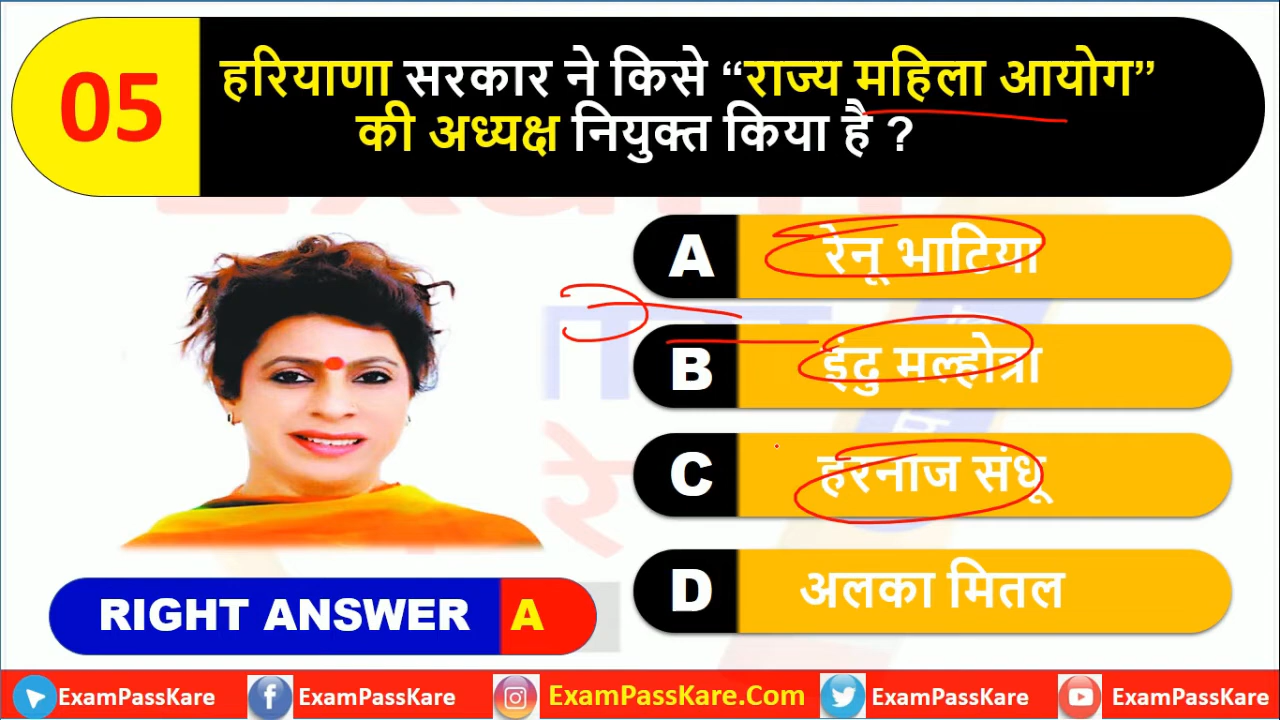 05
हरियाणा सरकार ने किसे “राज्य महिला आयोग”
की अध्यक्ष नियुक्त किया है ?
A रेनू भाटिया
B इंदु मल्होत्रा
C हरनाज संधू
D अलका मितल
RIGHT ANSWER A
ExamPassKare ExamPassKare ExamPassKare.Com ExamPassKare ExamPassKare